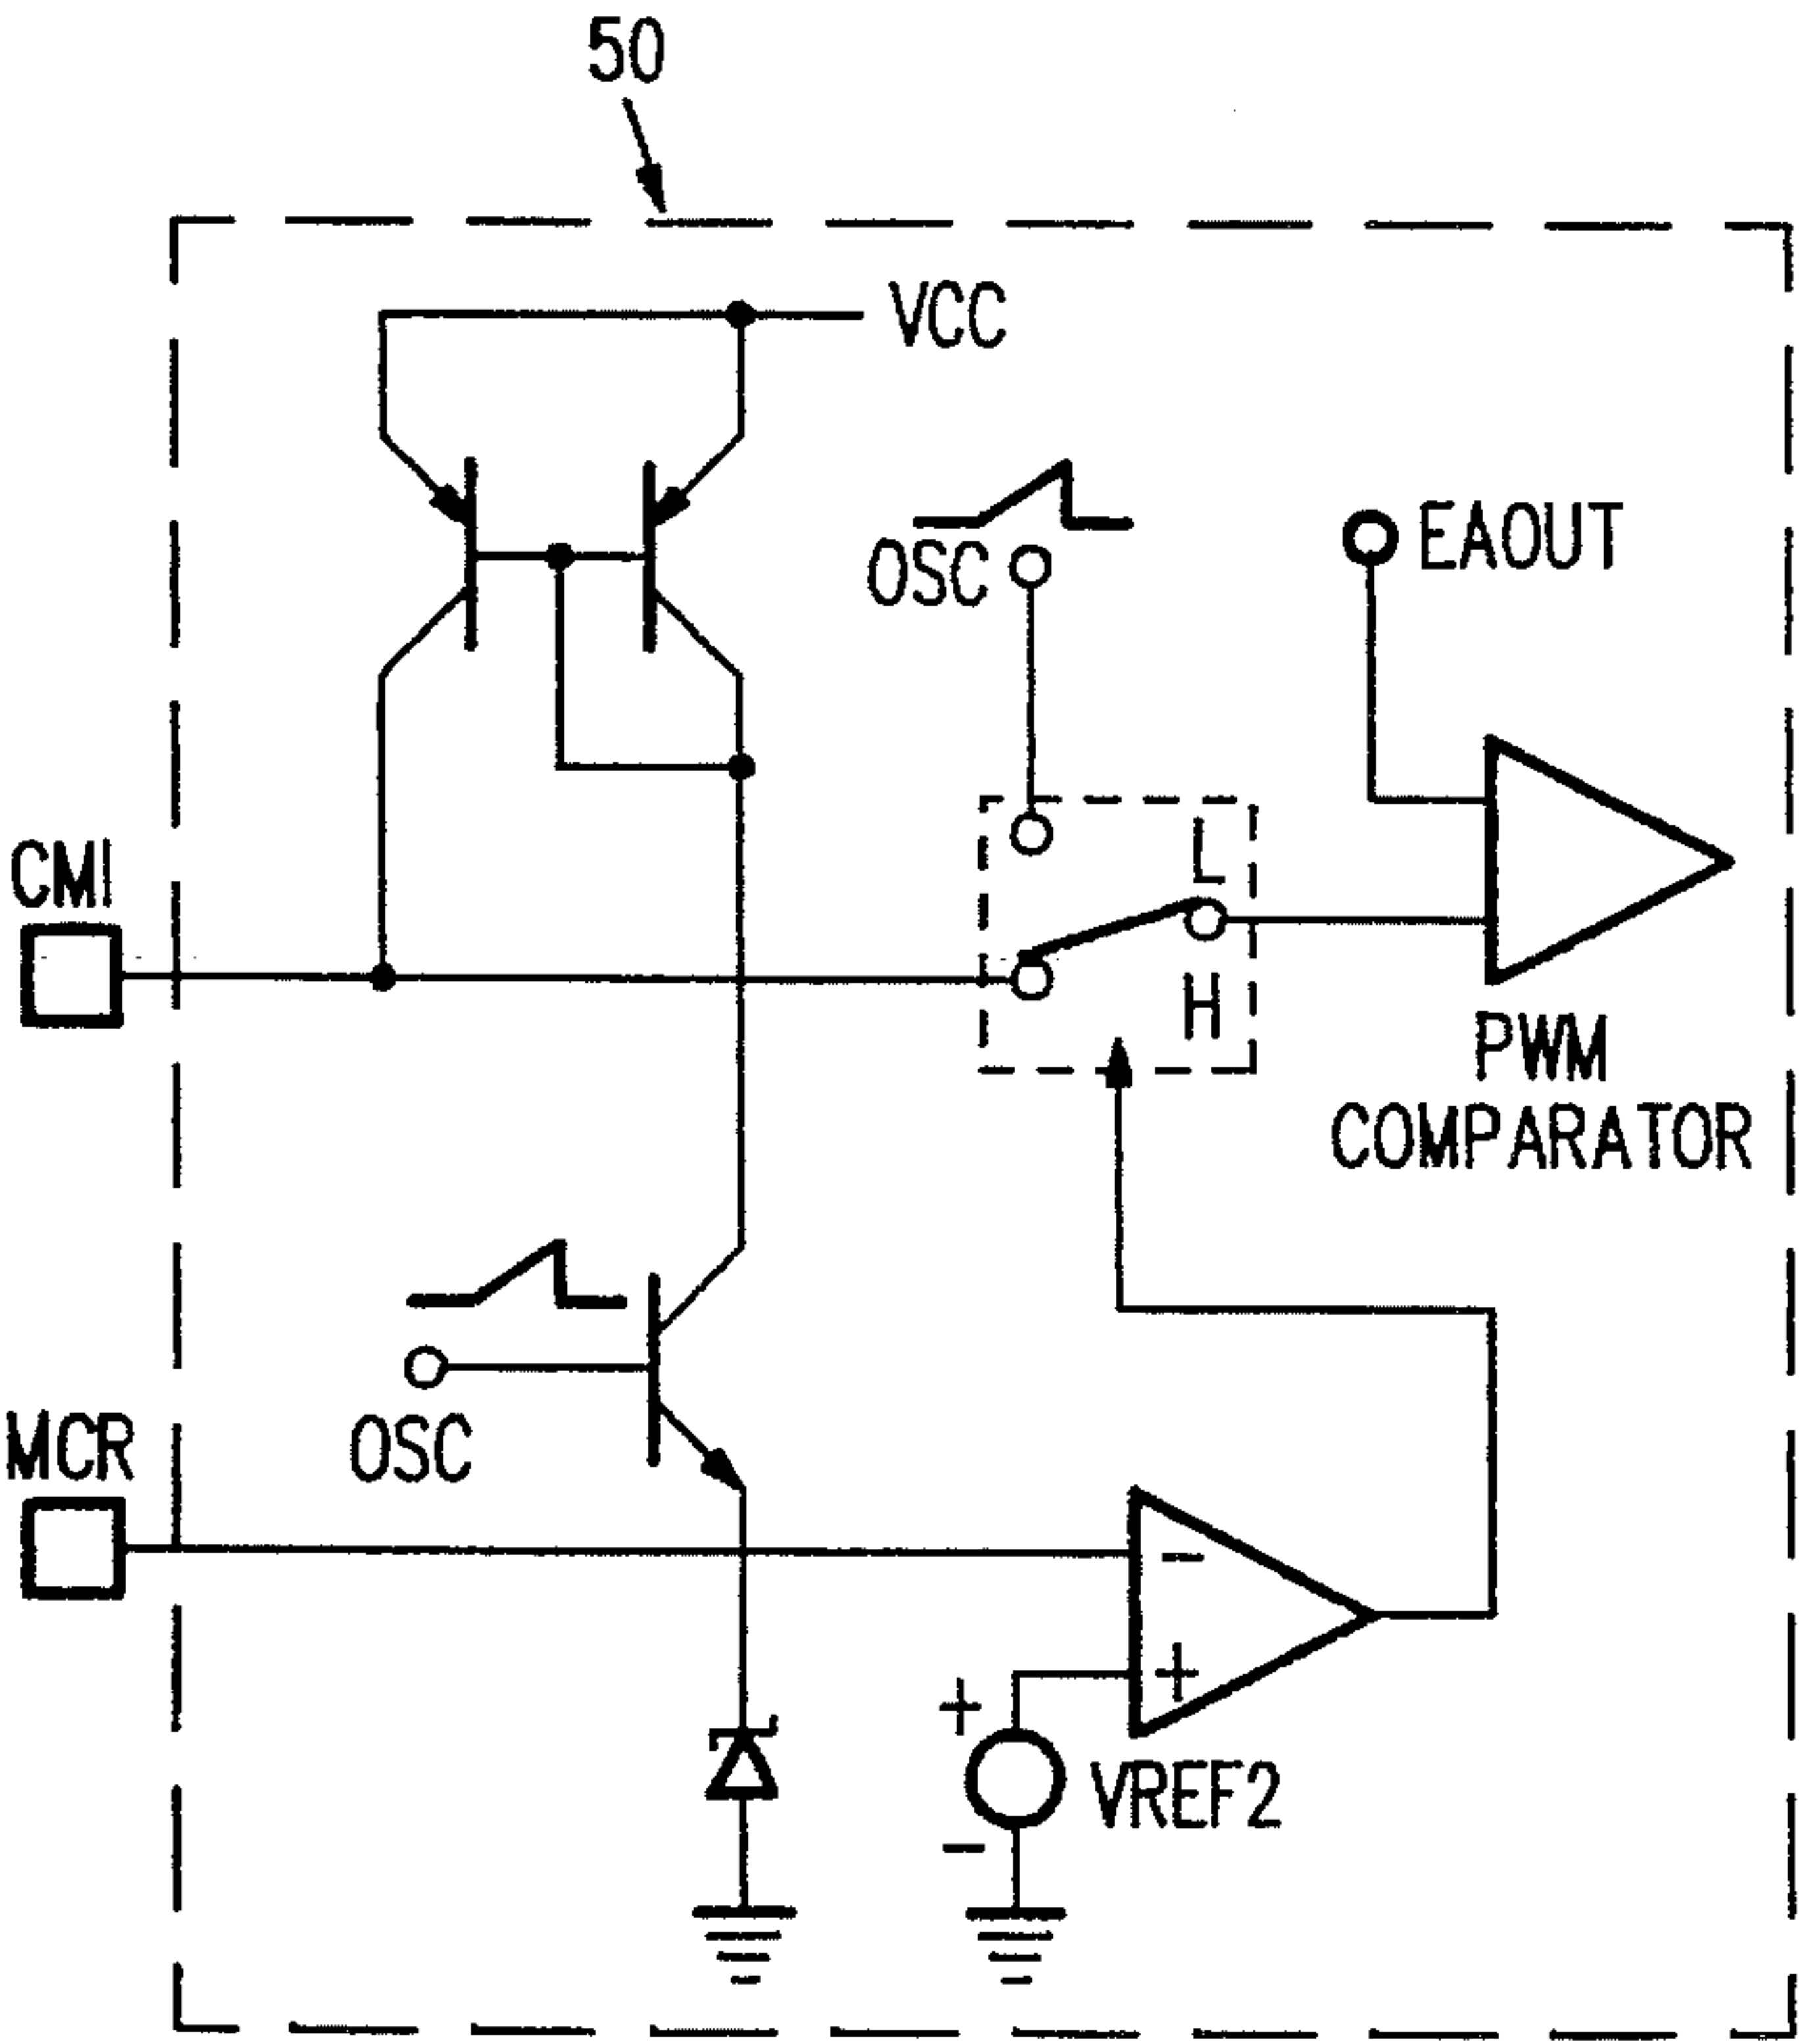 50
VCC
OSC
EAOUT
CMI
L
H
PWM
COMPARATOR
OSC
MCR
-
+
+
VREF2
-